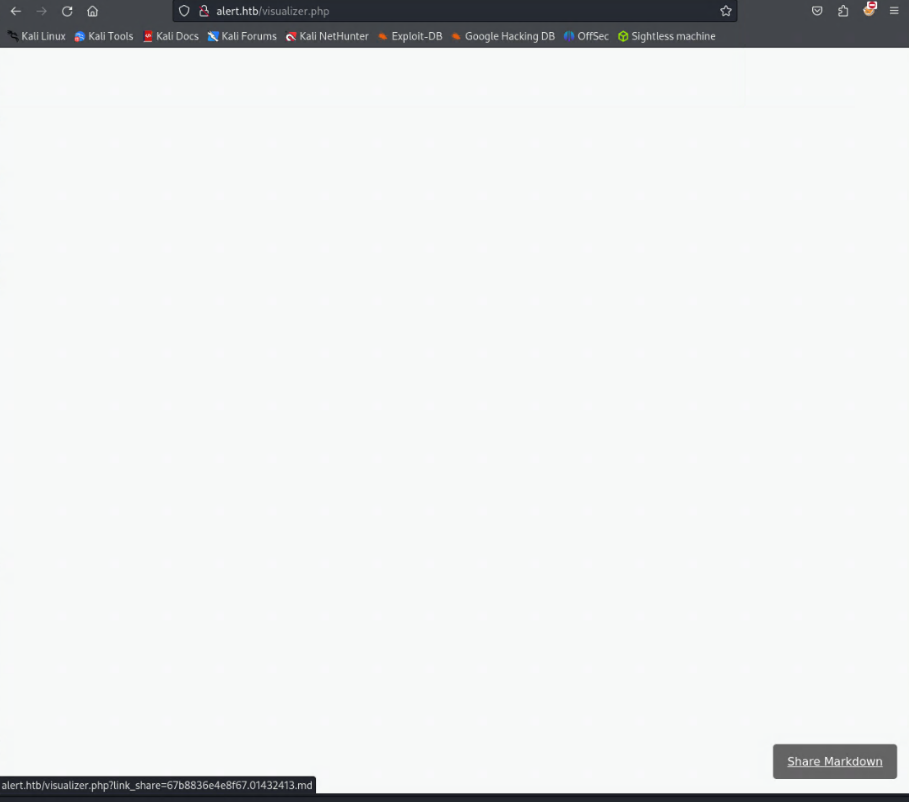 alert.htb/visualizer.php
Kali Linux Kali Tools Kali Docs Kali Forums Kali NetHunter Exploit-DB Google Hacking DB OffSec Sightless machine
Share Markdown
alert.htb/visualizer.php?link_share=67b8836e4e8f67.01432413.md